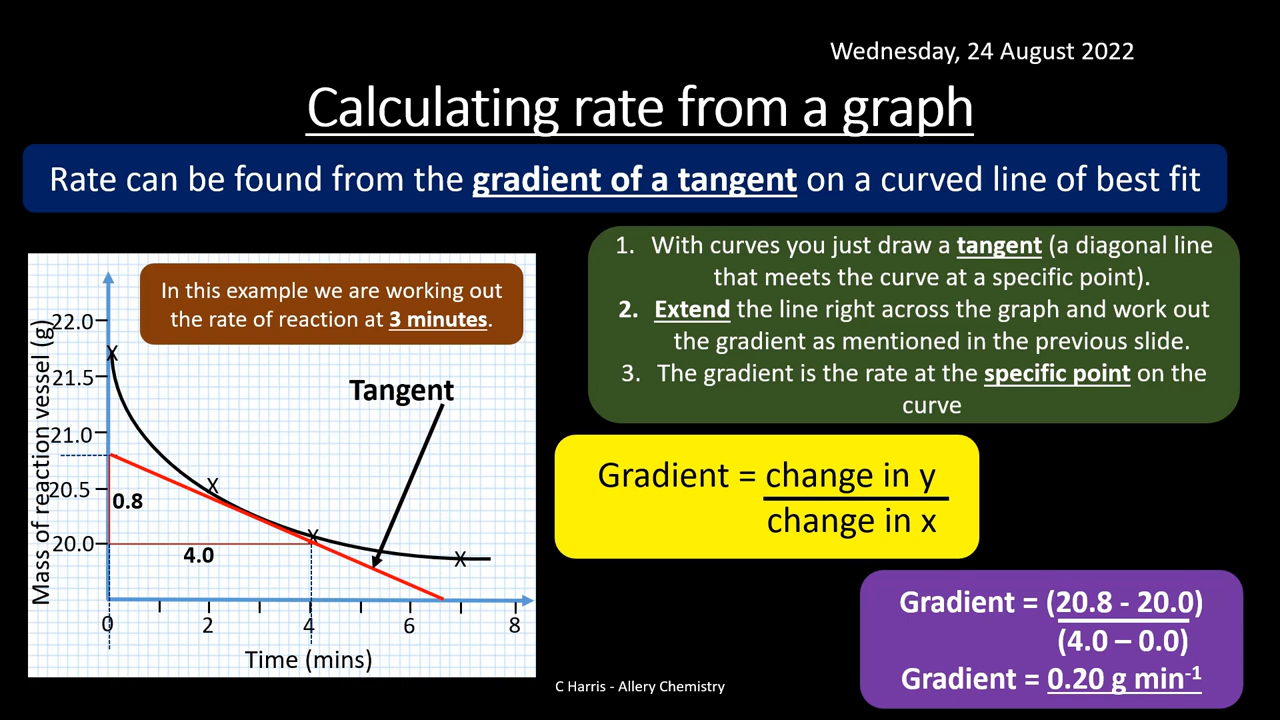 Wednesday, 24 August 2022
Calculating rate from a graph
Rate can be found from the gradient of a tangent on a curved line of best fit
In this example we are working out
the rate of reaction at 3 minutes.
Mass of reaction vessel (g)
22.0
21.5
21.0
20.5
20.0
Tangent
0.8
4.0
0
2
4
6
8
Time (mins)
1. With curves you just draw a tangent (a diagonal line
that meets the curve at a specific point).
2. Extend the line right across the graph and work out
the gradient as mentioned in the previous slide.
3. The gradient is the rate at the specific point on the
curve
Gradient = change in y
change in x
Gradient = (20.8 - 20.0)
(4.0 – 0.0)
Gradient = 0.20 g min⁻¹
C Harris - Allery Chemistry